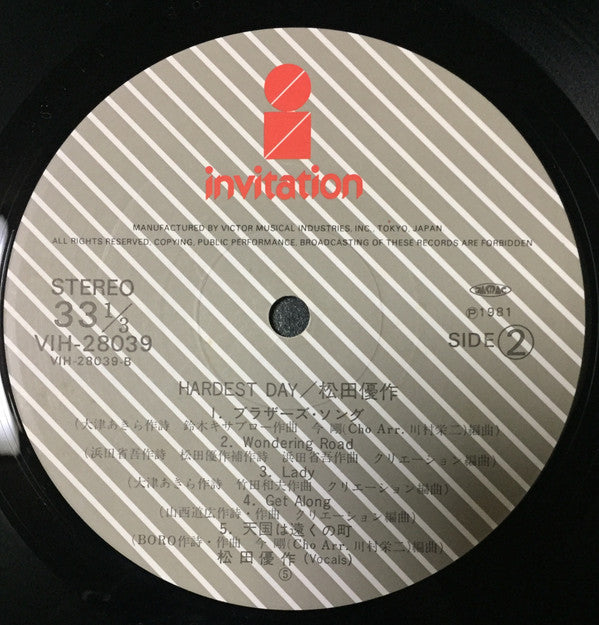 invitation
MANUFACTURED BY VICTOR MUSICAL INDUSTRIES, INC., TOKYO, JAPAN
ALL RIGHTS RESERVED, COPYING, PUBLIC PERFORMANCE, BROADCASTING OF THESE RECORDS ARE FORBIDDEN
STEREO
33 1/3
VIH-28039
VIH-28039-B
Ⓟ1981
SIDE ②
HARDEST DAY/松田優作
1. ブラザーズ・ソング
(大津あきら作詩 鈴木キサブロー作曲 今 剛(Cho Arr. 川村栄二)編曲)
2. Wondering Road
(浜田省吾作詩 松田優作補作詩 浜田省吾作曲 クリエーション編曲)
3. Lady
(大津あきら作詩 竹田和夫作曲 クリエーション編曲)
4. Get Along
(山西道広作詩・作曲 クリエーション編曲)
5. 天国は遠くの町
(BORO作詩・作曲 今 剛(Cho Arr. 川村栄二)編曲)
松田優作(Vocals)
⑤